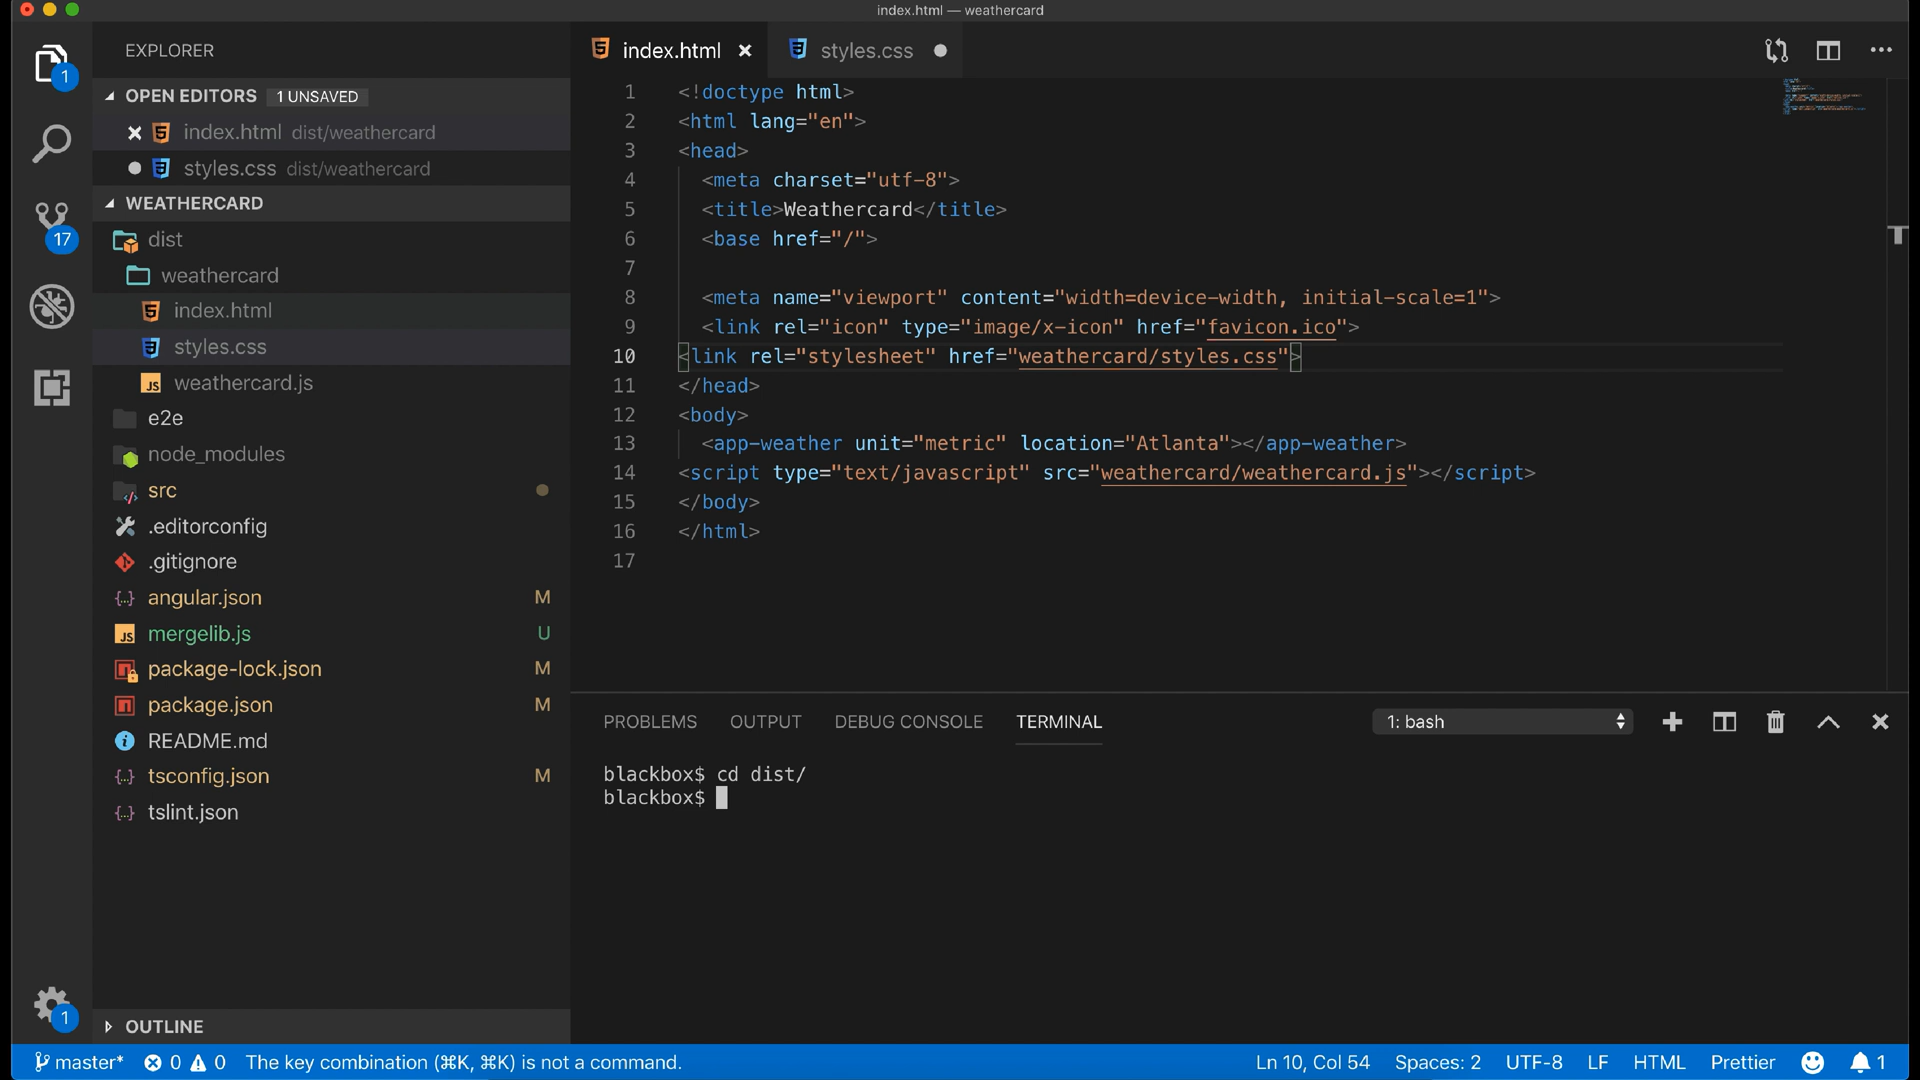 index.html — weathercard
EXPLORER
OPEN EDITORS 1 UNSAVED
index.html dist/weathercard
styles.css dist/weathercard
WEATHERCARD
dist
weathercard
index.html
styles.css
JS weathercard.js
e2e
node_modules
src
.editorconfig
.gitignore
{..} angular.json M
JS mergelib.js U
package-lock.json M
package.json M
README.md
{..} tsconfig.json M
{..} tslint.json
OUTLINE
1
17
1
index.html
styles.css
1 <!doctype html>
2 <html lang="en">
3 <head>
4 <meta charset="utf-8">
5 <title>Weathercard</title>
6 <base href="/">
7
8 <meta name="viewport" content="width=device-width, initial-scale=1">
9 <link rel="icon" type="image/x-icon" href="favicon.ico">
10 <link rel="stylesheet" href="weathercard/styles.css">
11 </head>
12 <body>
13 <app-weather unit="metric" location="Atlanta"></app-weather>
14 <script type="text/javascript" src="weathercard/weathercard.js"></script>
15 </body>
16 </html>
17
PROBLEMS OUTPUT DEBUG CONSOLE TERMINAL 1: bash
blackbox$ cd dist/
blackbox$
master* 0 0 The key combination (⌘K, ⌘K) is not a command. Ln 10, Col 54 Spaces: 2 UTF-8 LF HTML Prettier 1